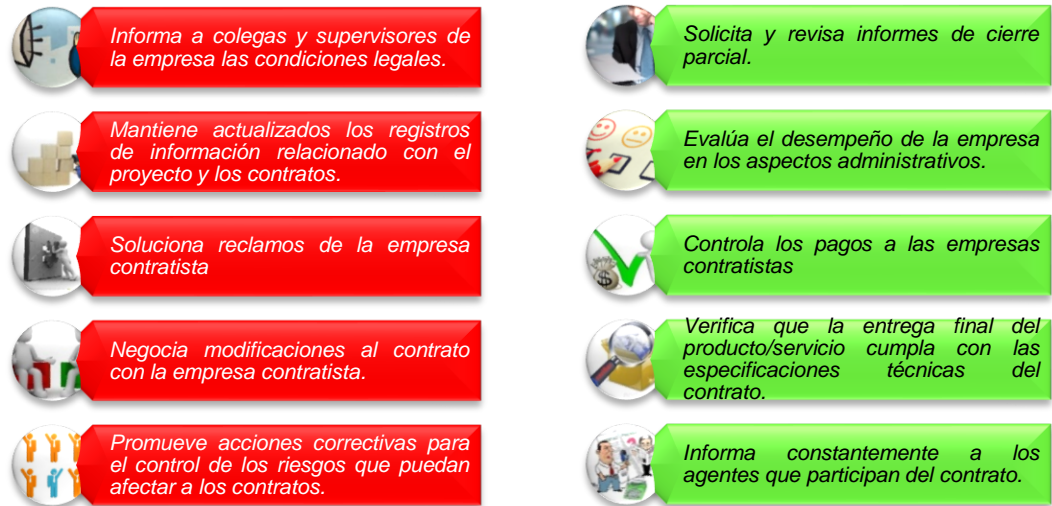 Informa a colegas y supervisores de
la empresa las condiciones legales.
Mantiene actualizados los registros
de información relacionado con el
proyecto y los contratos.
Soluciona reclamos de la empresa
contratista
Negocia modificaciones al contrato
con la empresa contratista.
Promueve acciones correctivas para
el control de los riesgos que puedan
afectar a los contratos.
Solicita y revisa informes de cierre
parcial.
Evalúa el desempeño de la empresa
en los aspectos administrativos.
Controla los pagos a las empresas
contratistas
Verifica que la entrega final del
producto/servicio cumpla con las
especificaciones técnicas del
contrato.
Informa constantemente a los
agentes que participan del contrato.